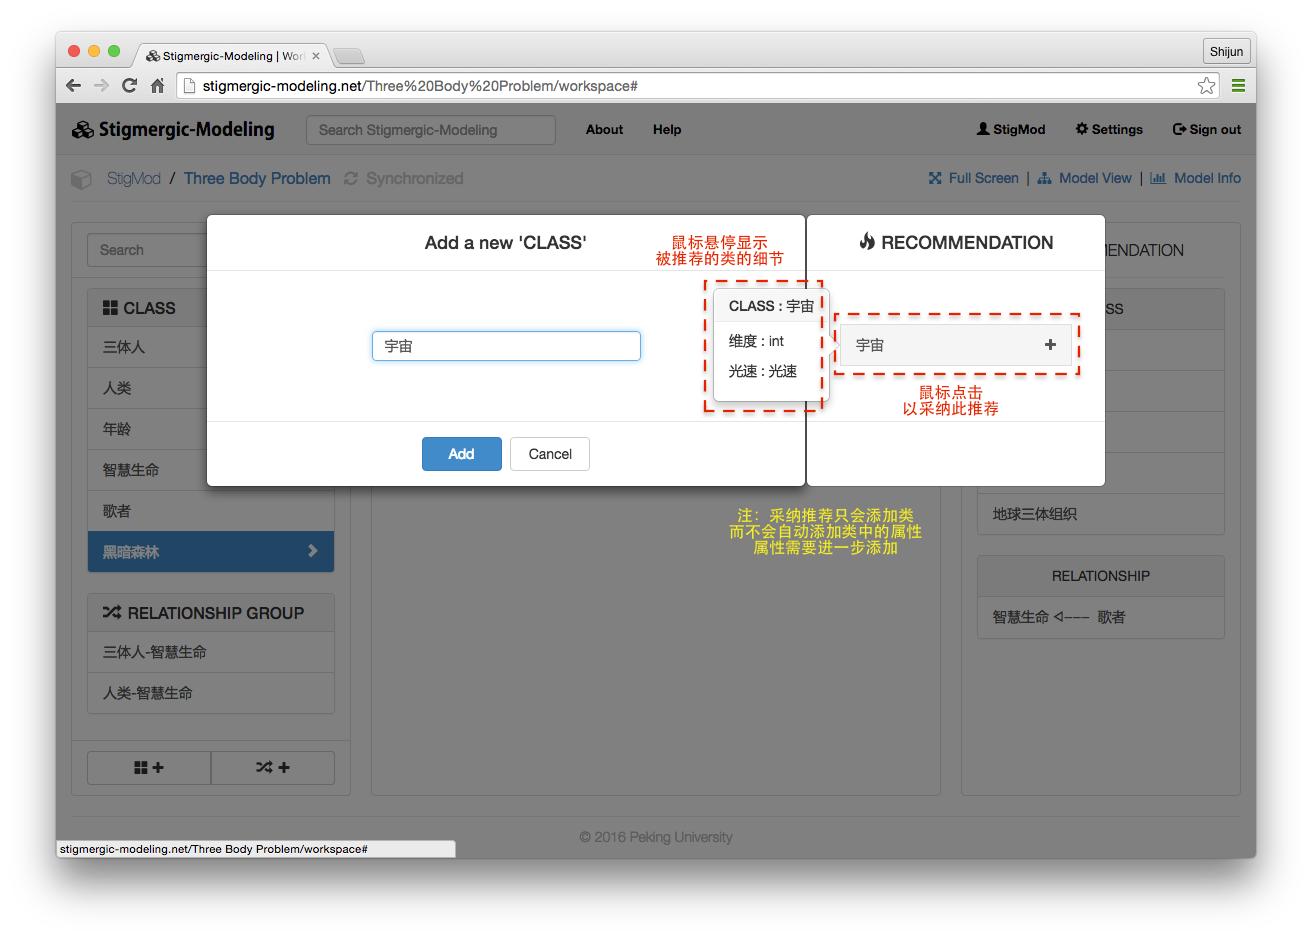 Stigmergic-Modeling | Wor
Shijun
stigmergic-modeling.net/Three%20Body%20Problem/workspace#
Stigmergic-Modeling
Search Stigmergic-Modeling
About
Help
StigMod
Settings
Sign out
StigMod / Three Body Problem
Synchronized
Full Screen | Model View | Model Info
Search
CLASS
三体人
人类
年龄
智慧生命
歌者
黑暗森林
RELATIONSHIP GROUP
三体人-智慧生命
人类-智慧生命
Add a new 'CLASS'
宇宙
Add
Cancel
鼠标悬停显示
被推荐的类的细节
CLASS : 宇宙
维度 : int
光速 : 光速
RECOMMENDATION
宇宙
鼠标点击
以采纳此推荐
注：采纳推荐只会添加类
而不会自动添加类中的属性
属性需要进一步添加
MENDATION
SS
地球三体组织
RELATIONSHIP
智慧生命 ◁--- 歌者
© 2016 Peking University
stigmergic-modeling.net/Three Body Problem/workspace#